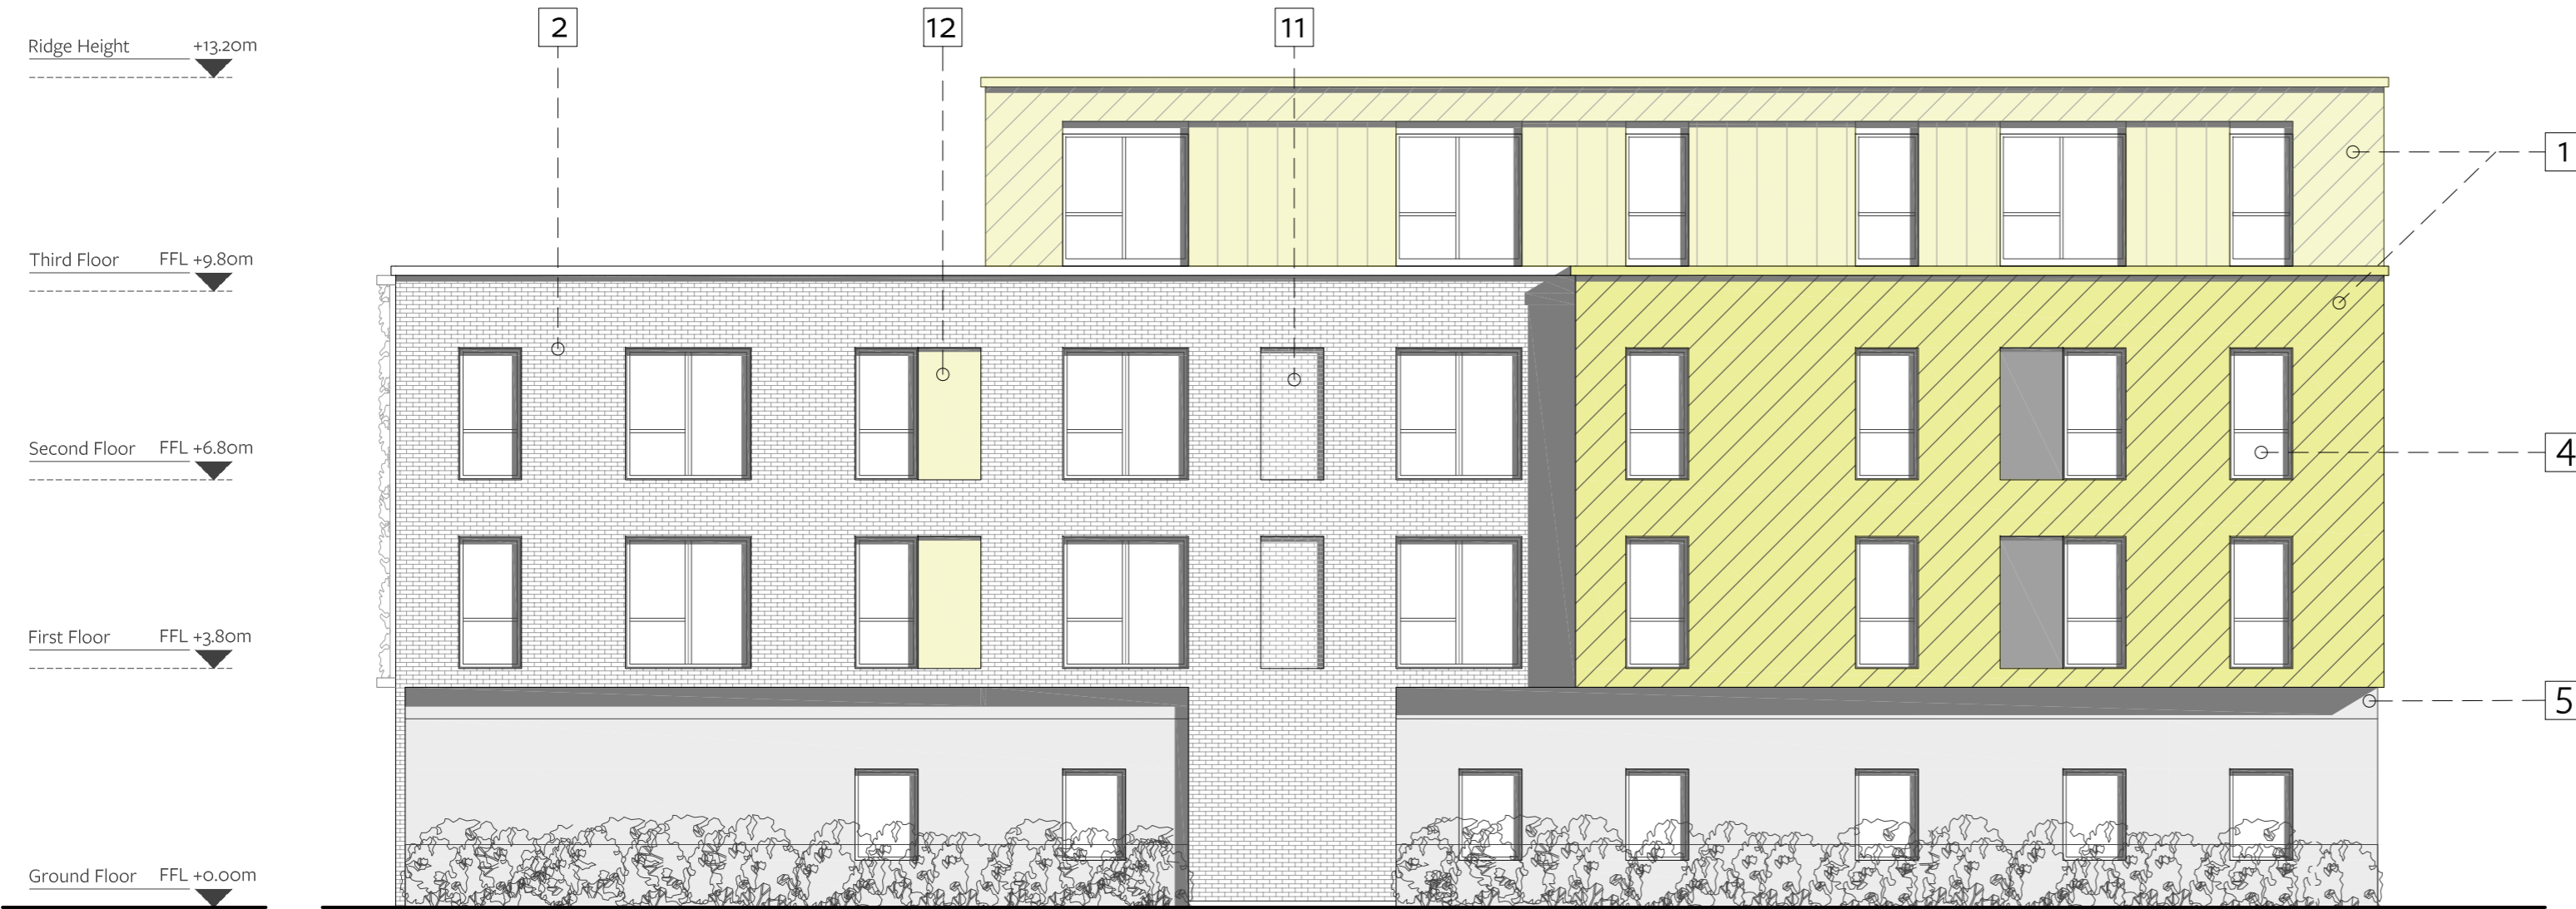 2
12
11
Ridge Height +13.20m
1
Third Floor FFL +9.80m
Second Floor FFL +6.80m
4
First Floor FFL +3.80m
5
Ground Floor FFL +0.00m